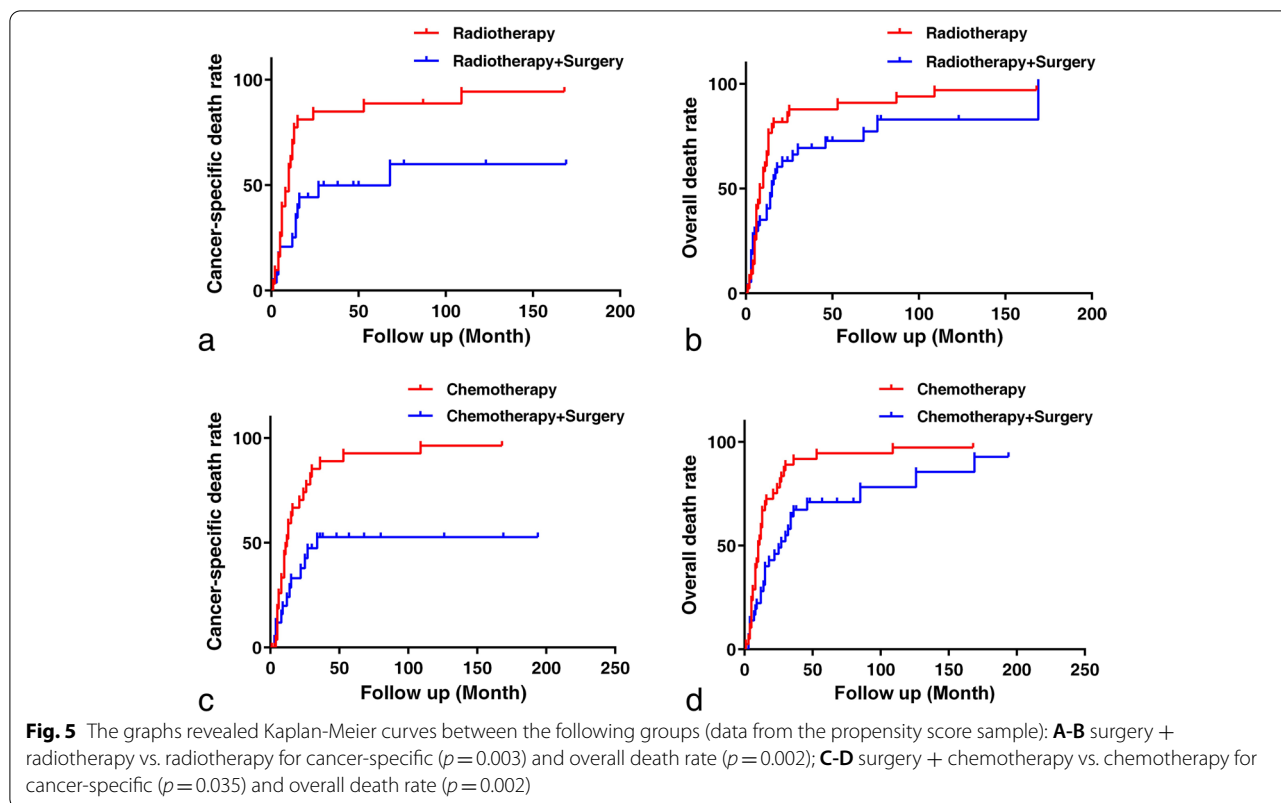 Radiotherapy
Radiotherapy+Surgery
Cancer-specific death rate
100
50
0
0 50 100 150 200
Follow up (Month)
a
Radiotherapy
Radiotherapy+Surgery
Overall death rate
100
50
0
0 50 100 150 200
Follow up (Month)
b
Chemotherapy
Chemotherapy+Surgery
Cancer-specific death rate
100
50
0
0 50 100 150 200 250
Follow up (Month)
c
Chemotherapy
Chemotherapy+Surgery
Overall death rate
100
50
0
0 50 100 150 200 250
Follow up (Month)
d
Fig. 5 The graphs revealed Kaplan-Meier curves between the following groups (data from the propensity score sample): A-B surgery +
radiotherapy vs. radiotherapy for cancer-specific (p = 0.003) and overall death rate (p = 0.002); C-D surgery + chemotherapy vs. chemotherapy for
cancer-specific (p = 0.035) and overall death rate (p = 0.002)